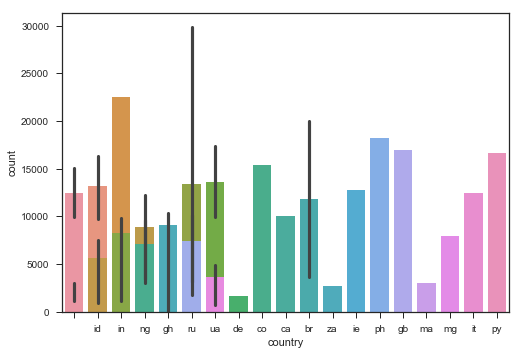 30000
25000
20000
15000
10000
5000
0
count
id in ng gh ru ua de co ca br za ie ph gb ma mg it py
country